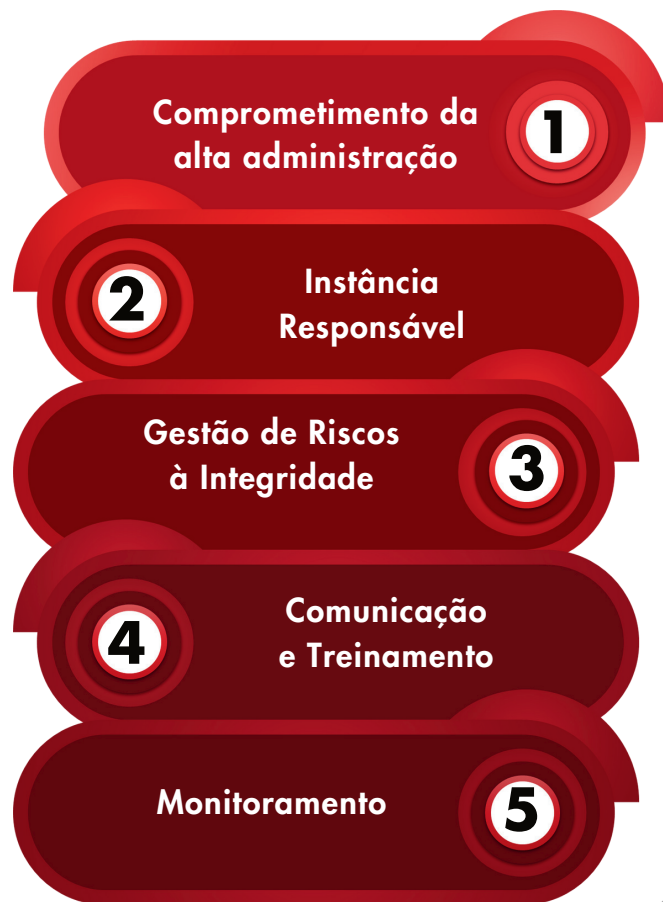 Comprometimento da
alta administração
1
2
Instância
Responsável
Gestão de Riscos
à Integridade
3
4
Comunicação
e Treinamento
Monitoramento
5